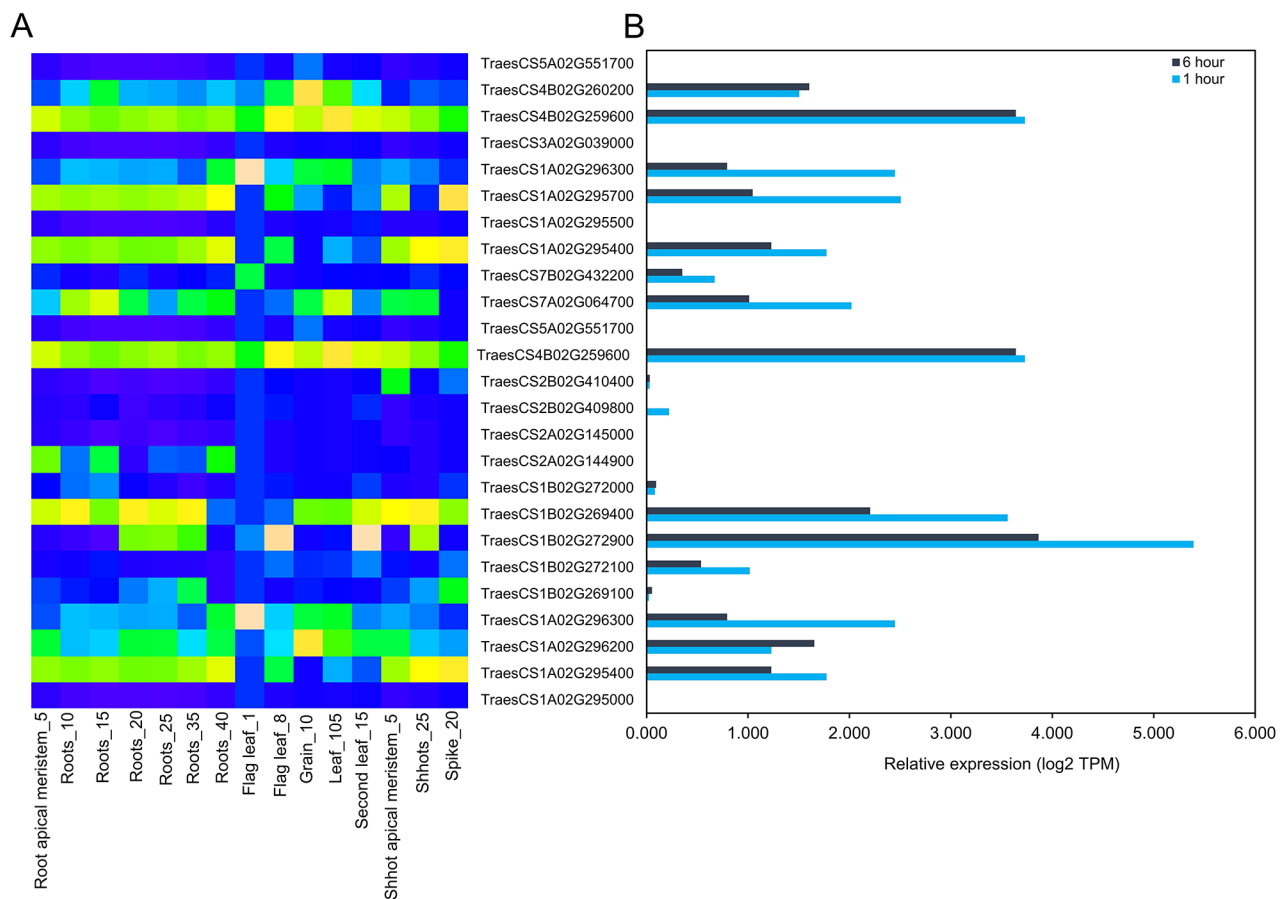 A
B
TraesCS5A02G551700
TraesCS4B02G260200
TraesCS4B02G259600
TraesCS3A02G039000
TraesCS1A02G296300
TraesCS1A02G295700
TraesCS1A02G295500
TraesCS1A02G295400
TraesCS7B02G432200
TraesCS7A02G064700
TraesCS5A02G551700
TraesCS4B02G259600
TraesCS2B02G410400
TraesCS2B02G409800
TraesCS2A02G145000
TraesCS2A02G144900
TraesCS1B02G272000
TraesCS1B02G269400
TraesCS1B02G272900
TraesCS1B02G272100
TraesCS1B02G269100
TraesCS1A02G296300
TraesCS1A02G296200
TraesCS1A02G295400
TraesCS1A02G295000
Root apical meristem_5
Roots_10
Roots_15
Roots_20
Roots_25
Roots_35
Roots_40
Flag leaf_1
Flag leaf_8
Grain_10
Leaf_105
Second leaf_15
Shhot apical meristem_5
Shhots_25
Spike_20
6 hour
1 hour
0.000 1.000 2.000 3.000 4.000 5.000 6.000
Relative expression (log2 TPM)